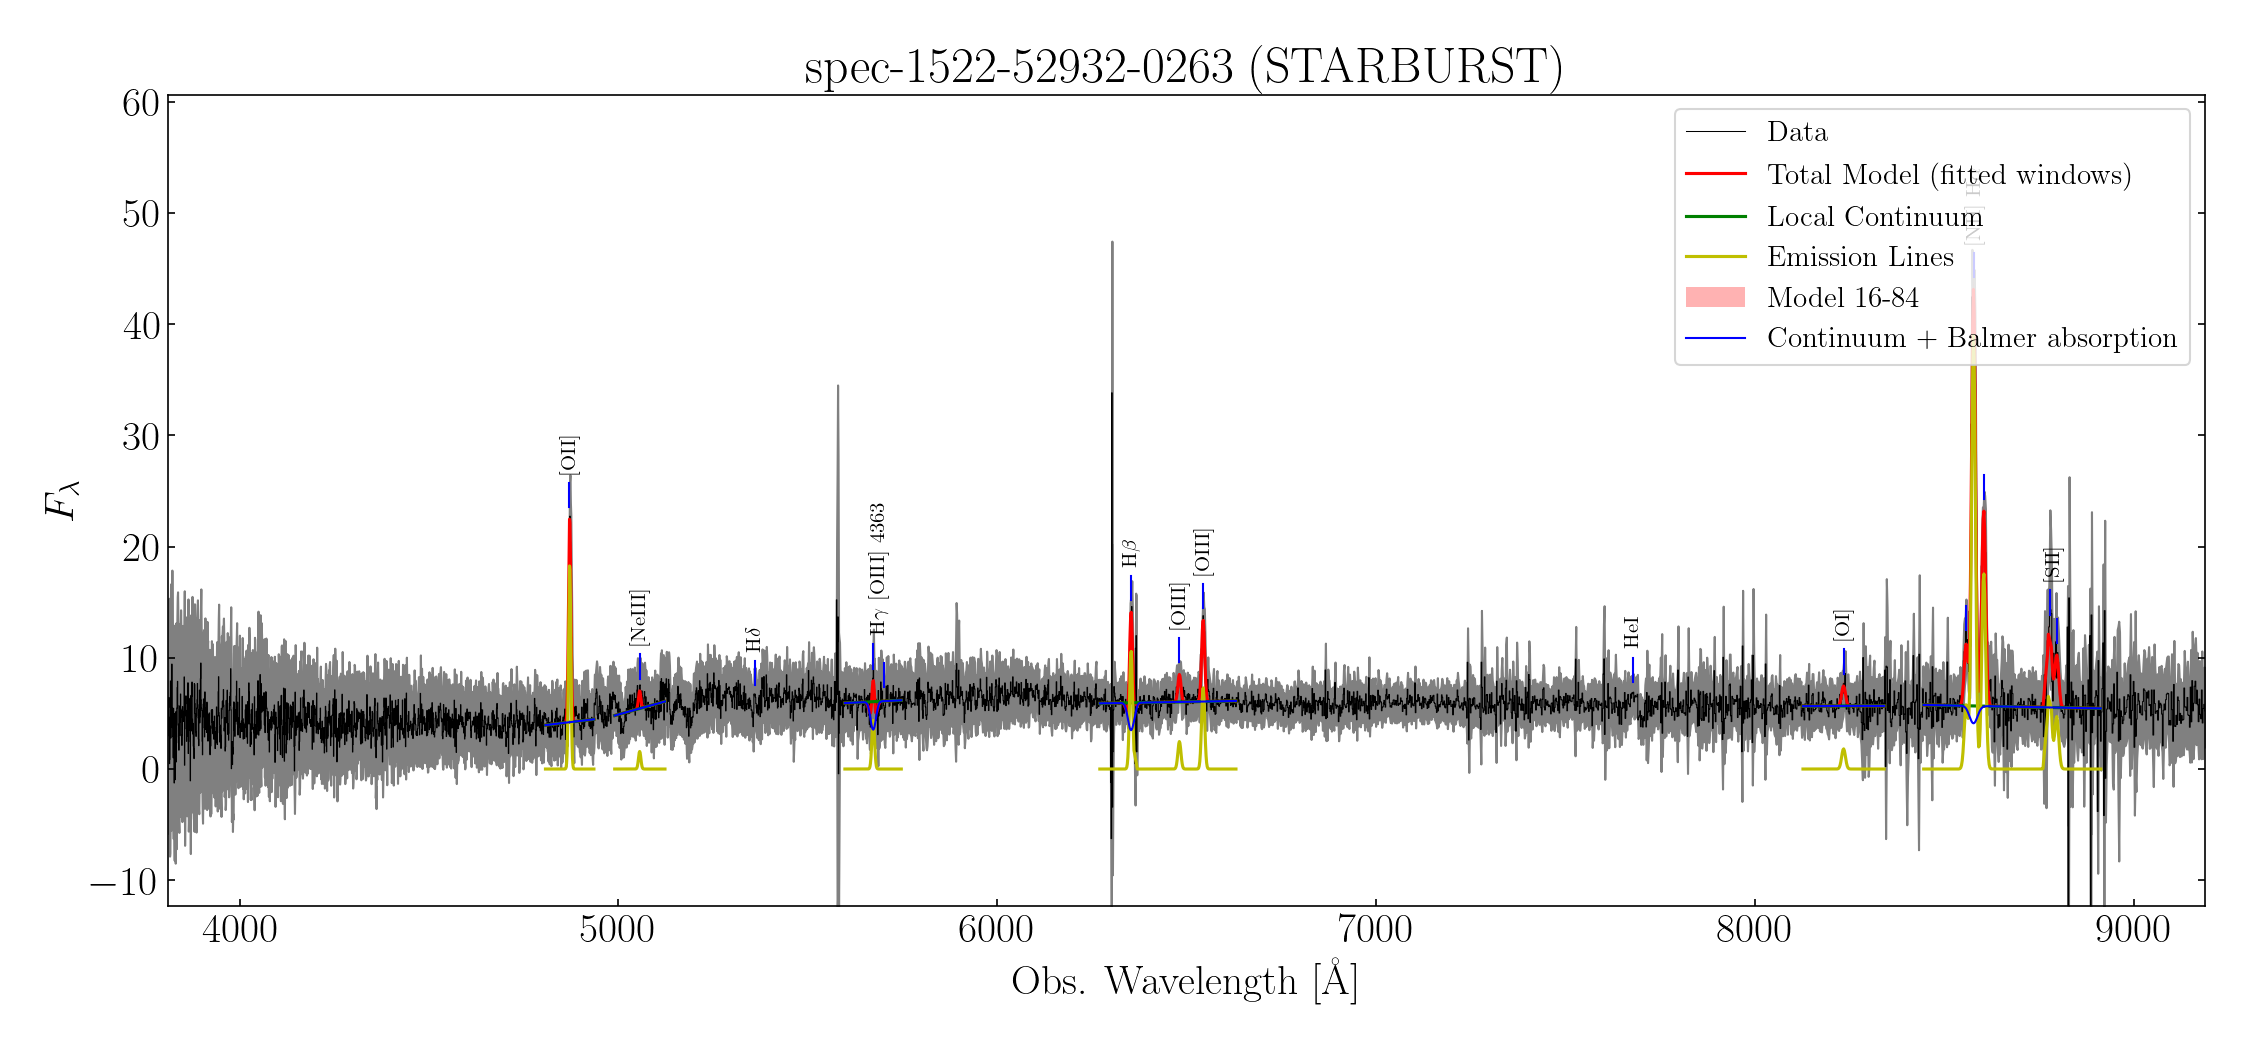 spec-1522-52932-0263 (STARBURST)
60
50
40
30
20
10
0
−10
Fλ
Data
Total Model (fitted windows)
Local Continuum
Emission Lines
Model 16-84
Continuum + Balmer absorption
[OII]
[NeIII]
Hδ
Hγ [OIII] 4363
Hβ
[OIII]
[OIII]
HeI
[OI]
[SII]
4000
5000
6000
7000
8000
9000
Obs. Wavelength [Å]